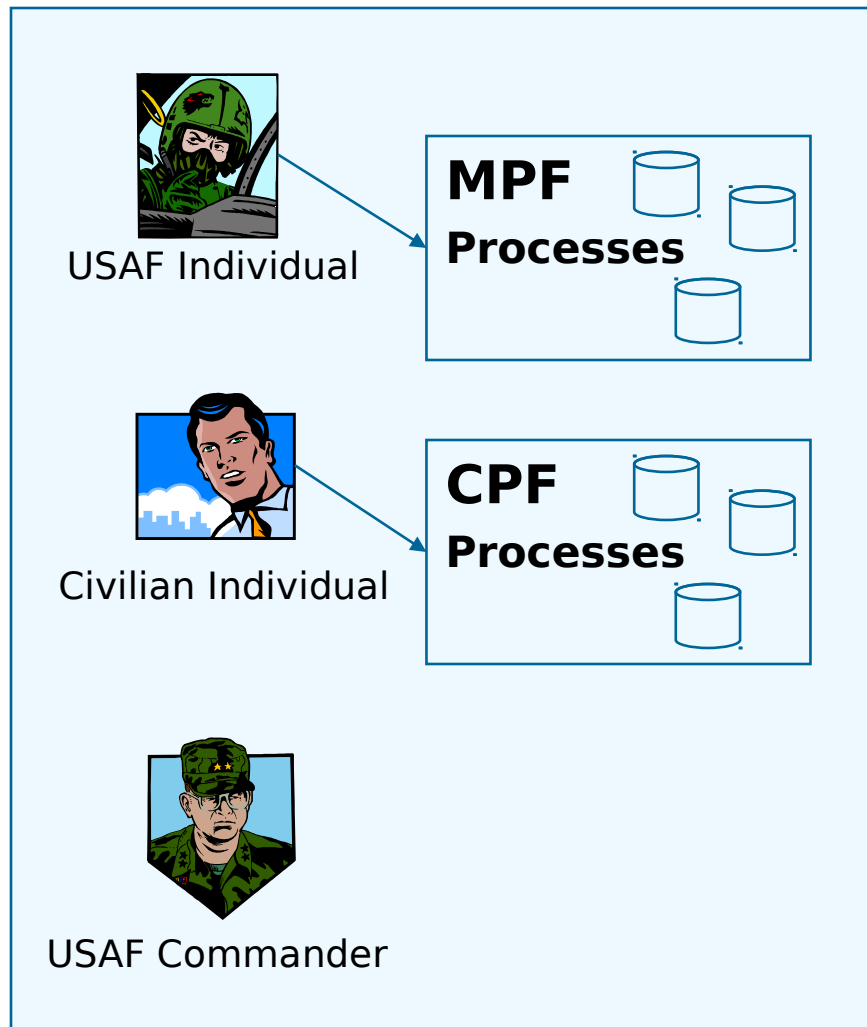 MPF
Processes
USAF Individual
CPF
Processes
Civilian Individual
USAF Commander